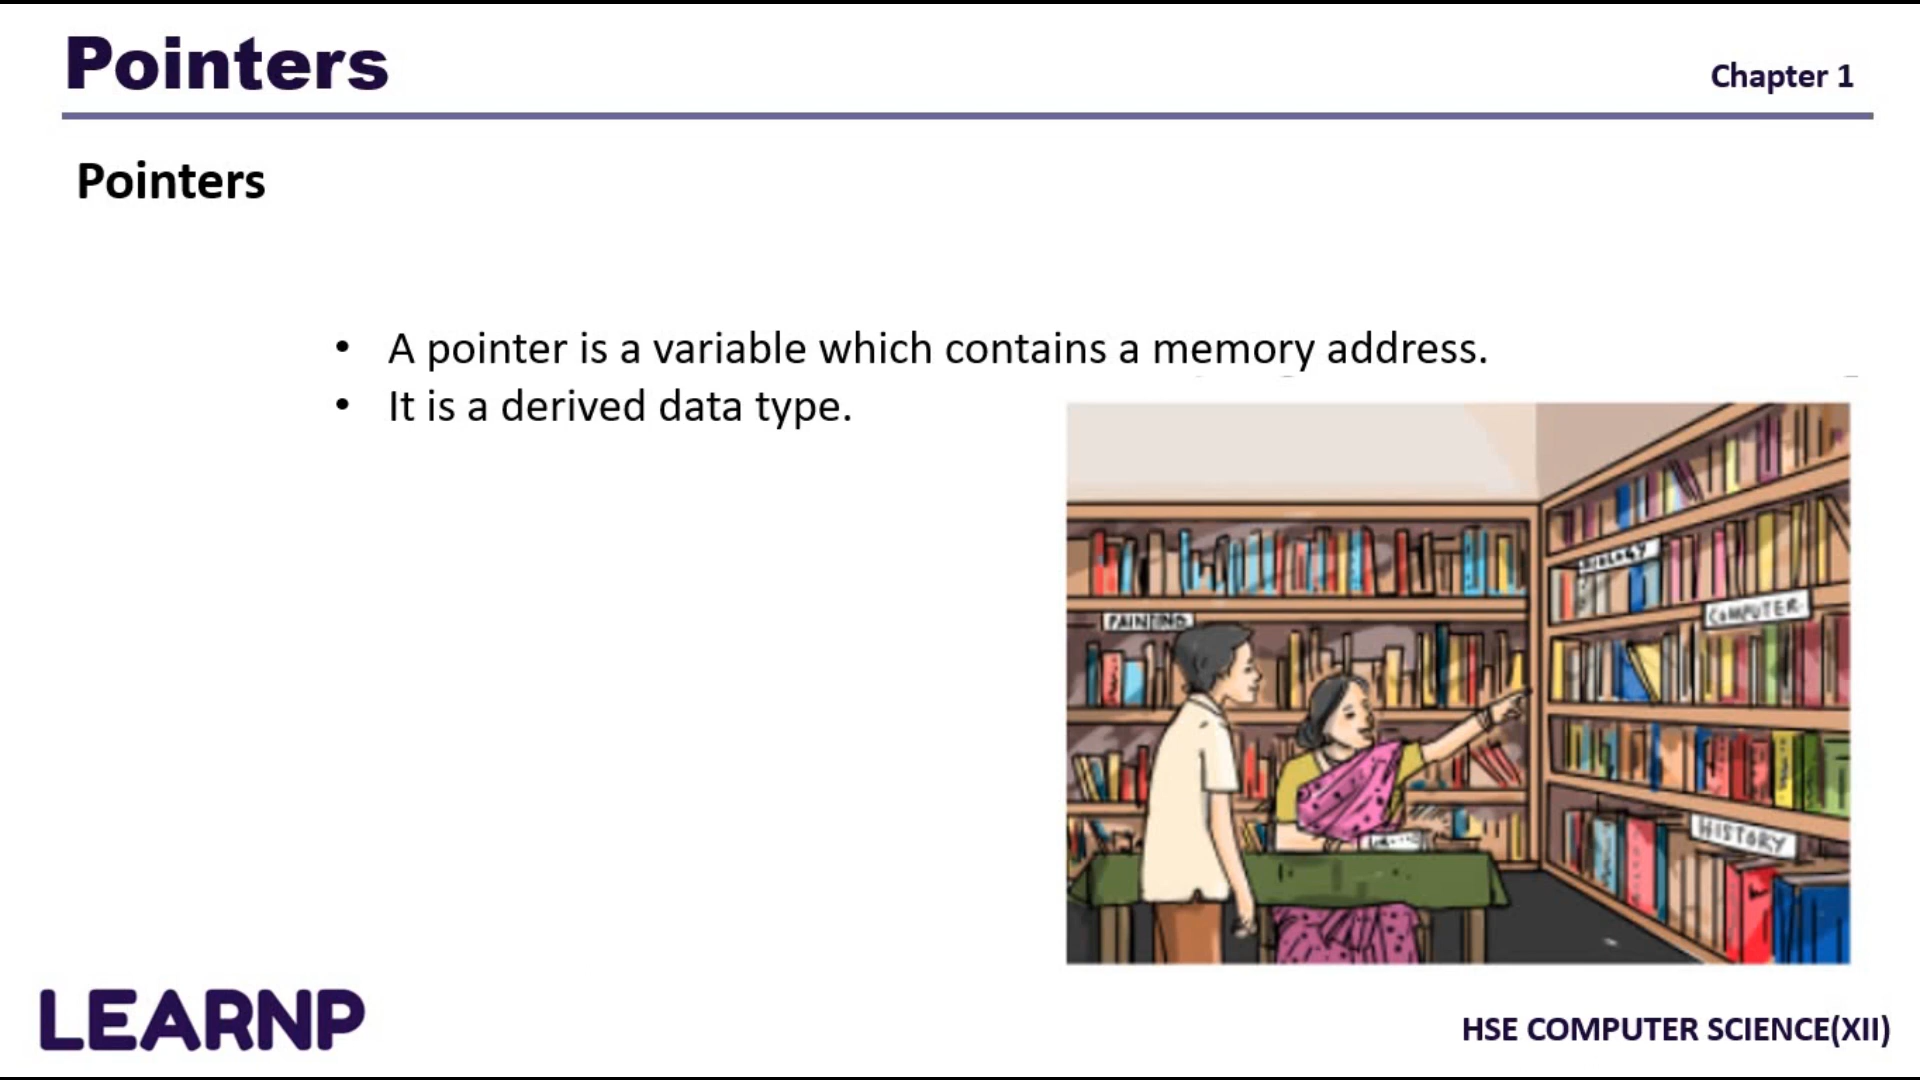 Pointers
Chapter 1
Pointers
• A pointer is a variable which contains a memory address.
• It is a derived data type.
PAINTING
COMPUTER
HISTORY
LEARNP
HSE COMPUTER SCIENCE(XII)